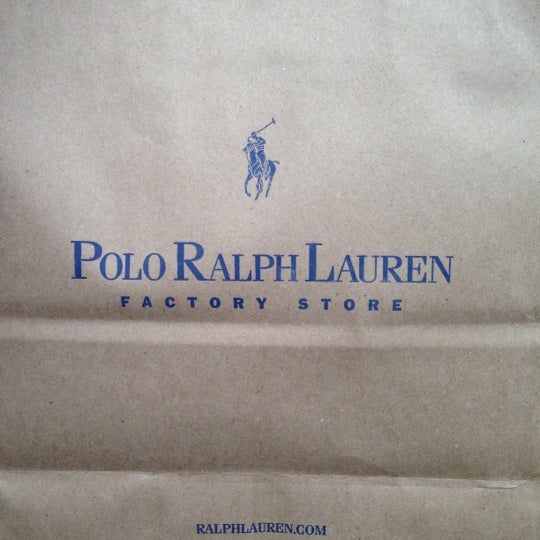 POLO RALPH LAUREN
FACTORY STORE
RALPHLAUREN.COM